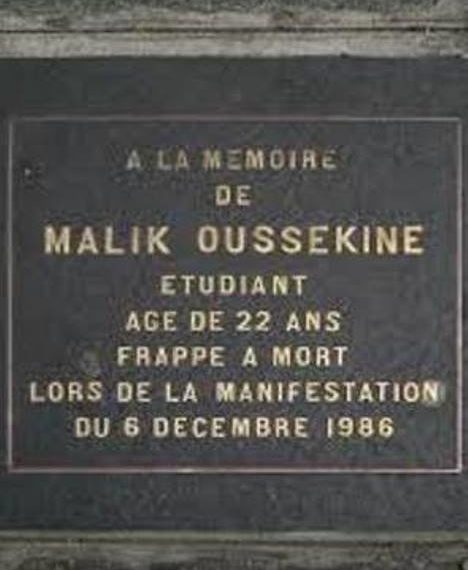 A LA MEMOIRE
DE
MALIK OUSSEKINE
ETUDIANT
AGE DE 22 ANS
FRAPPE A MORT
LORS DE LA MANIFESTATION
DU 6 DECEMBRE 1986